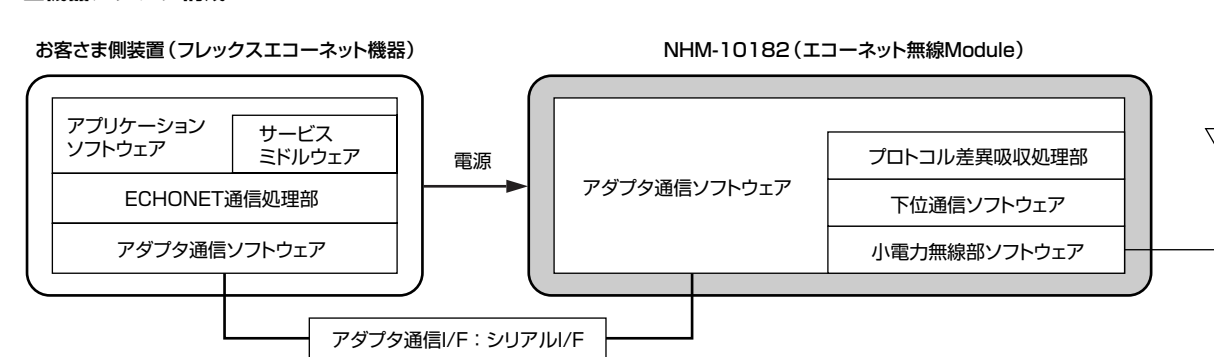 お客さま側装置（フレックスエコーネット機器）
NHM-10182（エコーネット無線Module）
アプリケーション
ソフトウェア
サービス
ミドルウェア
ECHONET通信処理部
アダプタ通信ソフトウェア
電源
アダプタ通信ソフトウェア
プロトコル差異吸収処理部
下位通信ソフトウェア
小電力無線部ソフトウェア
アダプタ通信I/F：シリアルI/F